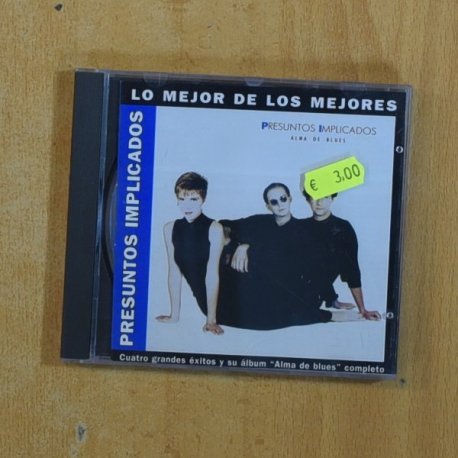 LO MEJOR DE LOS MEJORES
PRESUNTOS IMPLICADOS
PRESUNTOS IMPLICADOS
ALMA DE BLUES
€ 3,00
Cuatro grandes éxitos y su álbum "Alma de blues" completo